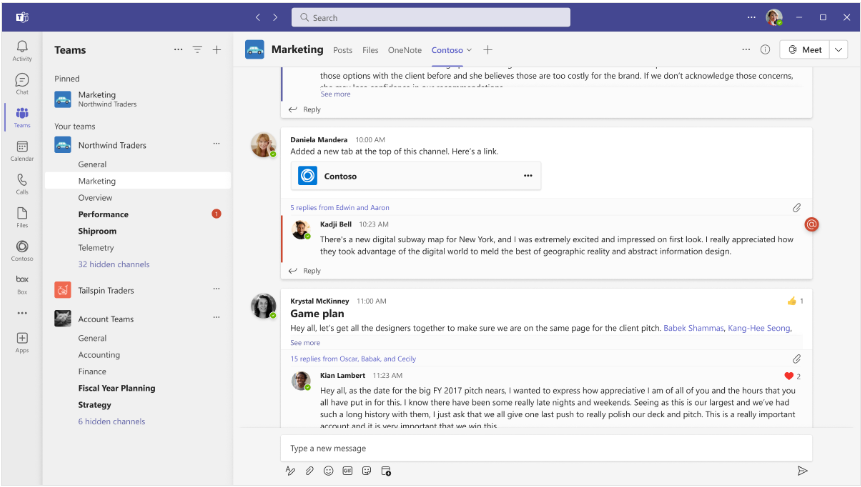 Search
Activity
Chat
Teams
Calendar
Calls
Files
Contoso
box
Box
Apps
Teams
Pinned
Marketing
Northwind Traders
Your teams
Northwind Traders
General
Marketing
Overview
Performance 1
Shiproom
Telemetry
32 hidden channels
Tailspin Traders
Account Teams
General
Accounting
Finance
Fiscal Year Planning
Strategy
6 hidden channels
Marketing Posts Files OneNote Contoso
Meet
those options with the client before and she believes those are too costly for the brand. If we don't acknowledge those concerns,
See more
Reply
Daniela Mandera 10:00 AM
Added a new tab at the top of this channel. Here's a link.
Contoso
5 replies from Edwin and Aaron
Kadji Bell 10:23 AM
There's a new digital subway map for New York, and I was extremely excited and impressed on first look. I really appreciated how
they took advantage of the digital world to meld the best of geographic reality and abstract information design.
Reply
Krystal McKinney 11:00 AM 1
Game plan
Hey all, let's get all the designers together to make sure we are on the same page for the client pitch. Babek Shammas, Kang-Hee Seong,
See more
15 replies from Oscar, Babak, and Cecily
Kian Lambert 11:23 AM 2
Hey all, as the date for the big FY 2017 pitch nears, I wanted to express how appreciative I am of all of you and the hours that you
all have put in for this. I know there have been some really late nights and weekends. Seeing as this is our largest and we've had
such a long history with them, I just ask that we all give one last push to really polish our deck and pitch. This is a really important
account and it is very important that we win this.
Type a new message
GIF